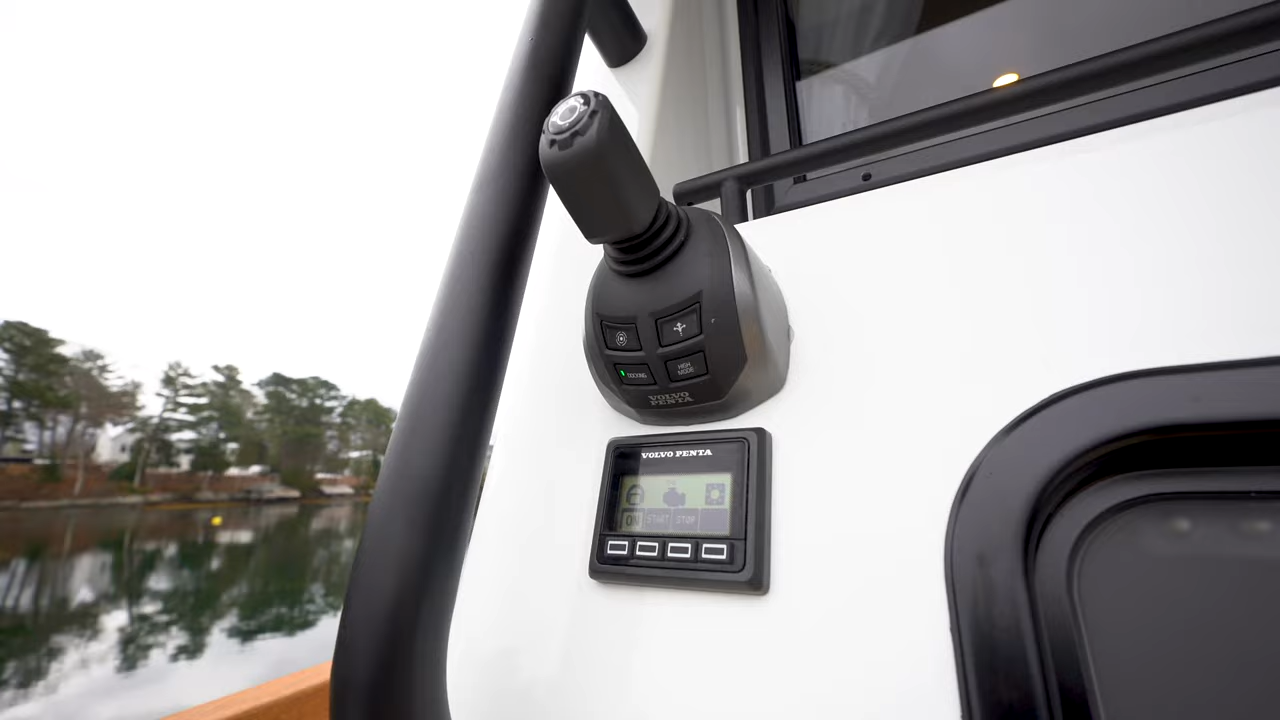 DOCKING
HIGH
MODE
VOLVO
PENTA
VOLVO PENTA
ON
START
STOP